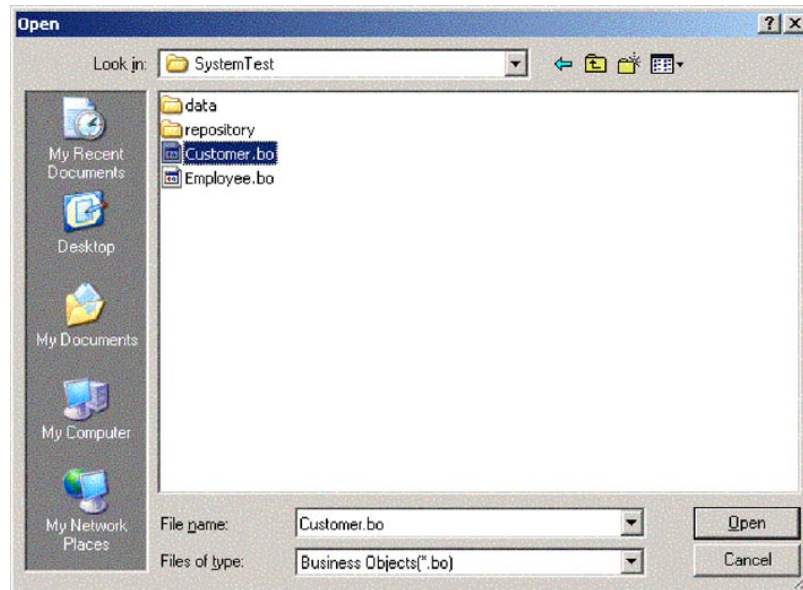 Open
Look in: SystemTest
data
repository
Customer.bo
Employee.bo
My Recent
Documents
Desktop
My Documents
My Computer
My Network
Places
File name: Customer.bo Open
Files of type: Business Objects(*.bo) Cancel